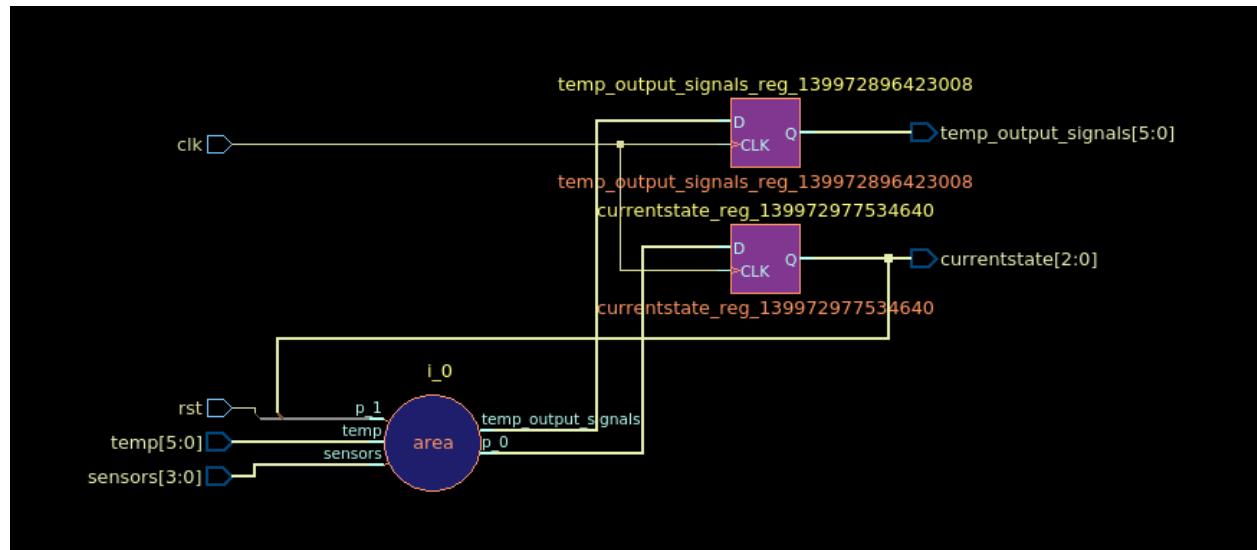 temp_output_signals_reg_139972896423008
D
Q
CLK
clk
temp_output_signals[5:0]
temp_output_signals_reg_139972896423008
currentstate_reg_139972977534640
D
Q
CLK
currentstate[2:0]
currentstate_reg_139972977534640
i_0
rst
p_1
temp_output_signals
temp[5:0]
temp
area
p_0
sensors
sensors[3:0]